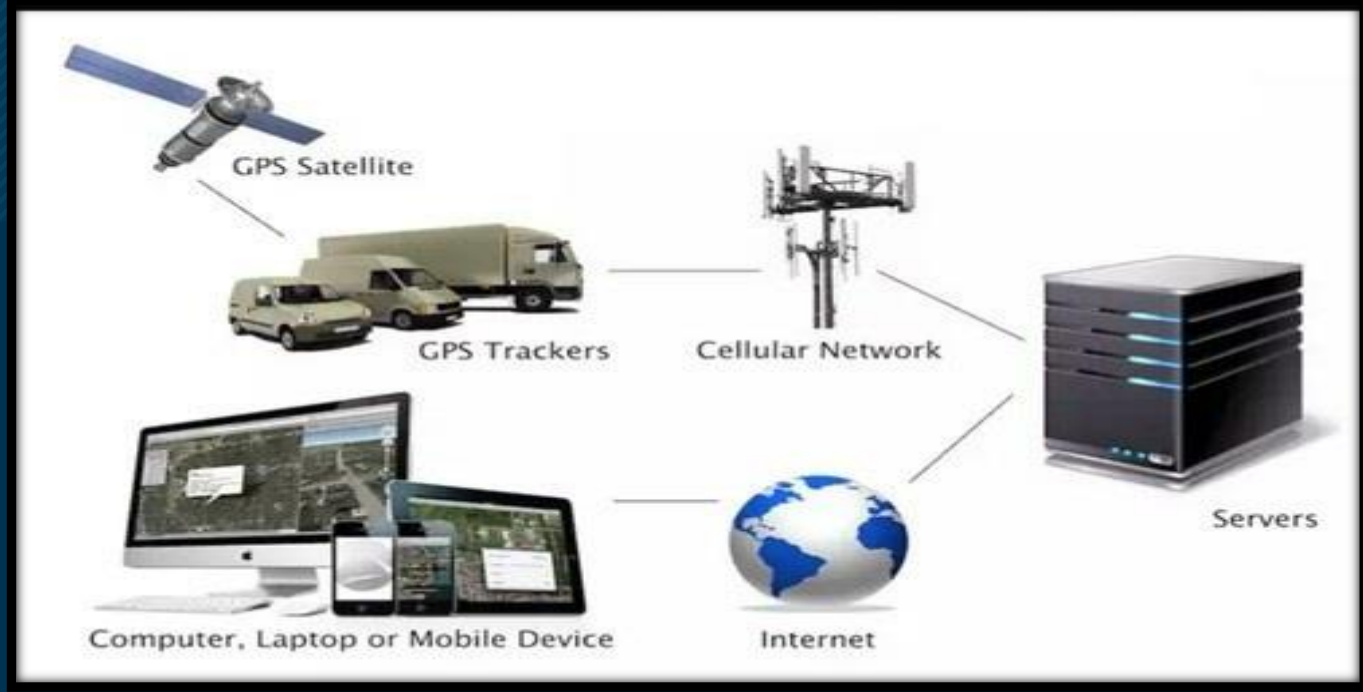 GPS Satellite
GPS Trackers
Cellular Network
Servers
Computer, Laptop or Mobile Device
Internet